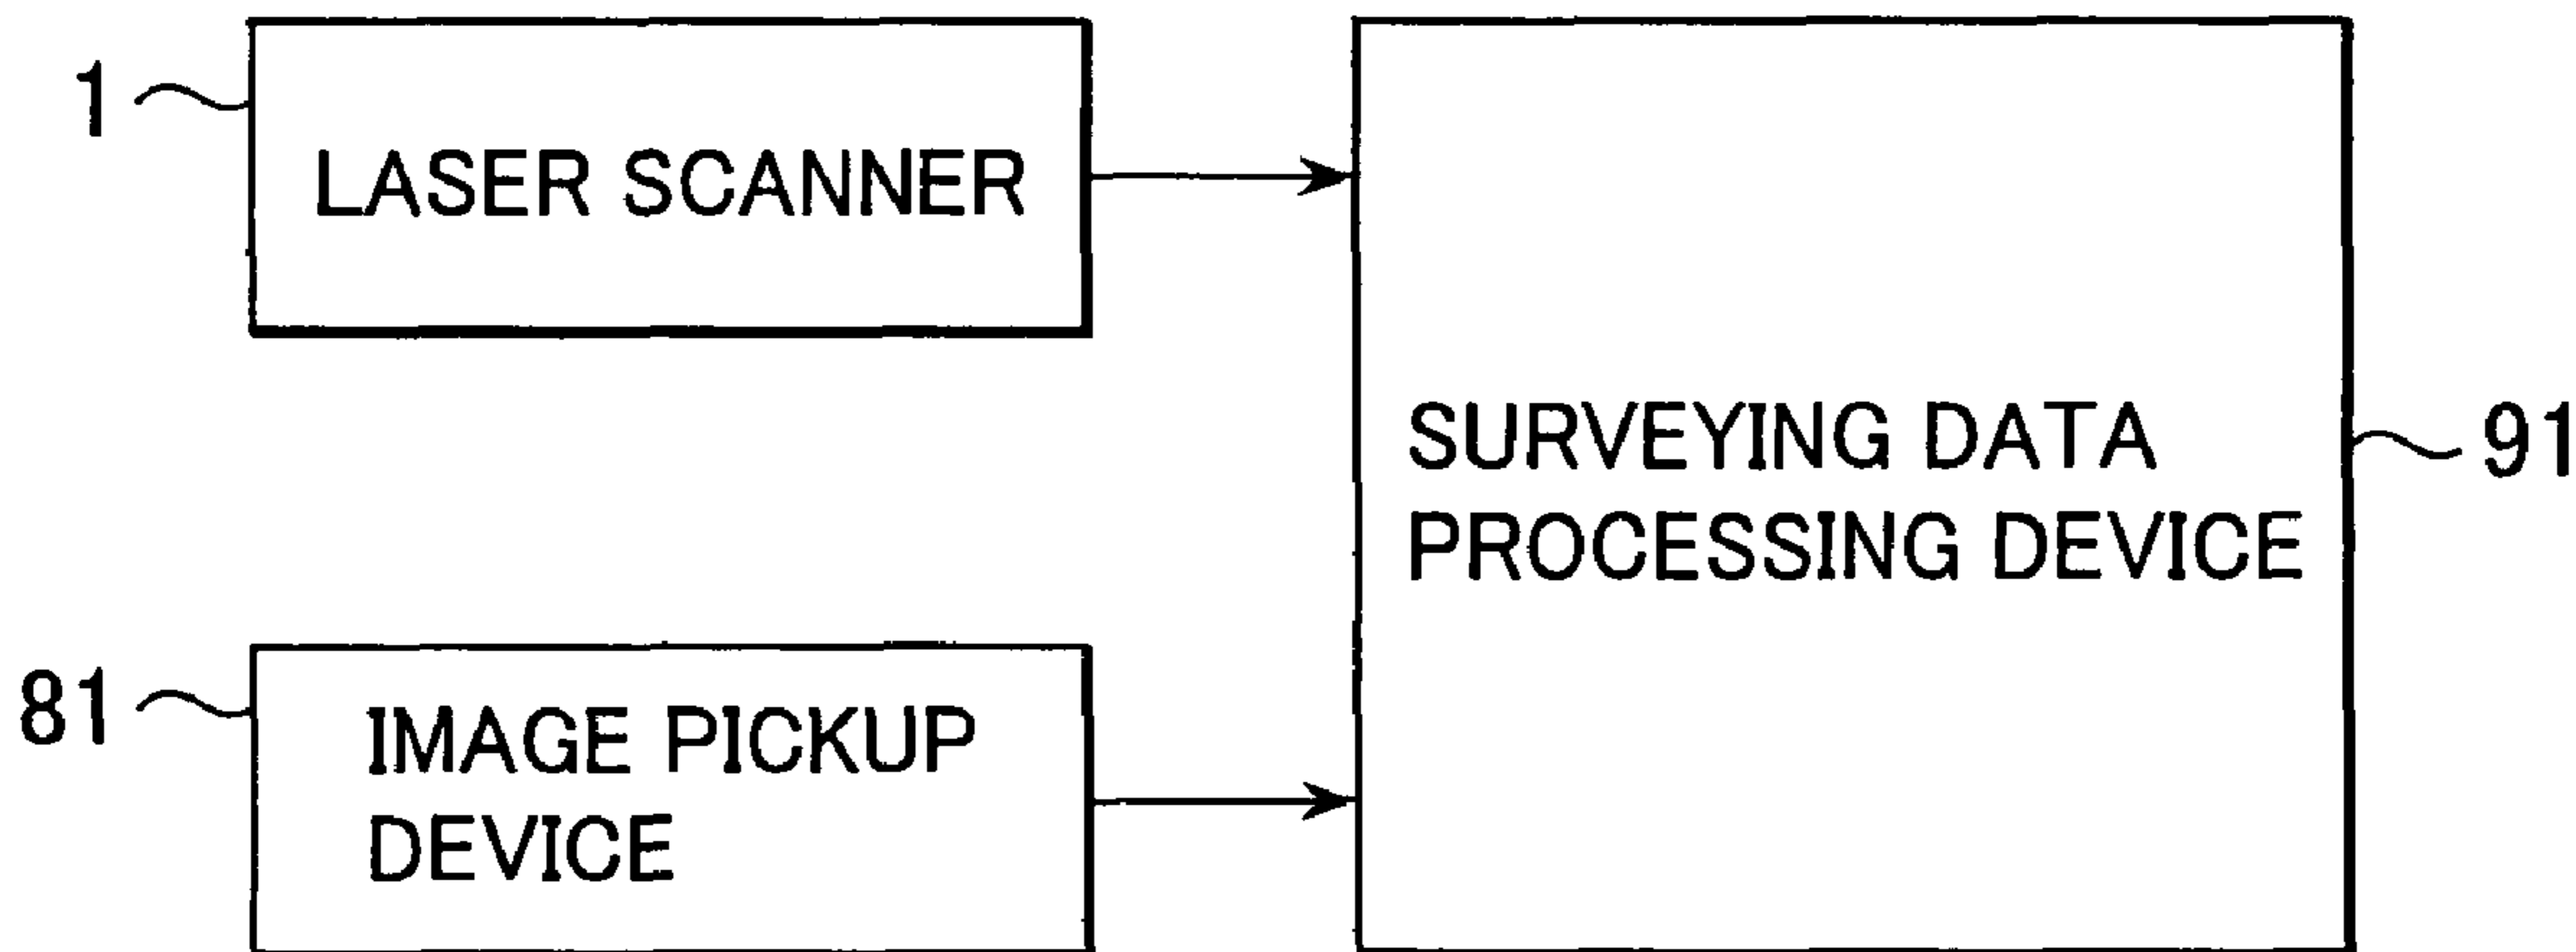 1
LASER SCANNER
SURVEYING DATA
PROCESSING DEVICE
91
81
IMAGE PICKUP
DEVICE